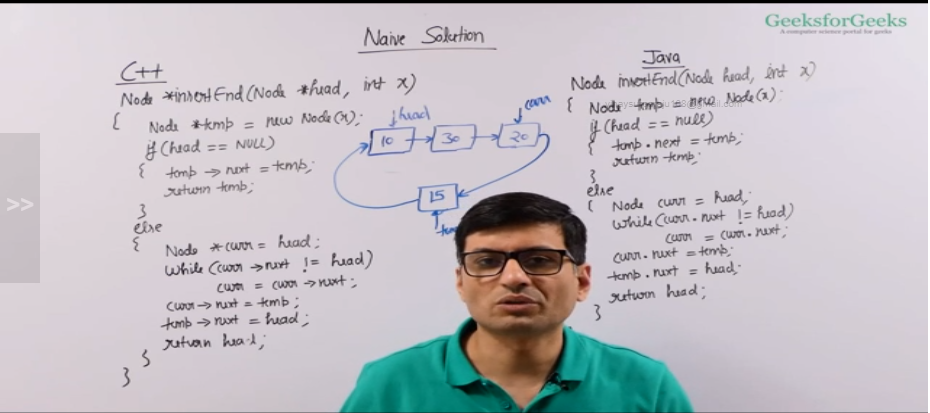 GeeksforGeeks
A computer science portal for geeks
Naive Solution
C++
Node *insertEnd(Node *head, int x)
{
Node *tmp = new Node(x);
if (head == NULL)
{ tmp → next = tmp;
return tmp;
}
else
{
Node *curr = head;
while (curr → next != head)
curr = curr → next;
curr → next = tmp;
tmp → next = head;
return head;
}
}
head
curr
10
30
20
15
>>
Java
Node insertEnd(Node head, int x)
{ Node tmp = new Node(x);
if (head == null)
{ tmp.next = tmp;
return tmp;
}
else
{ Node curr = head;
while (curr.next != head)
curr = curr.next;
curr.next = tmp;
tmp.next = head;
return head;
}